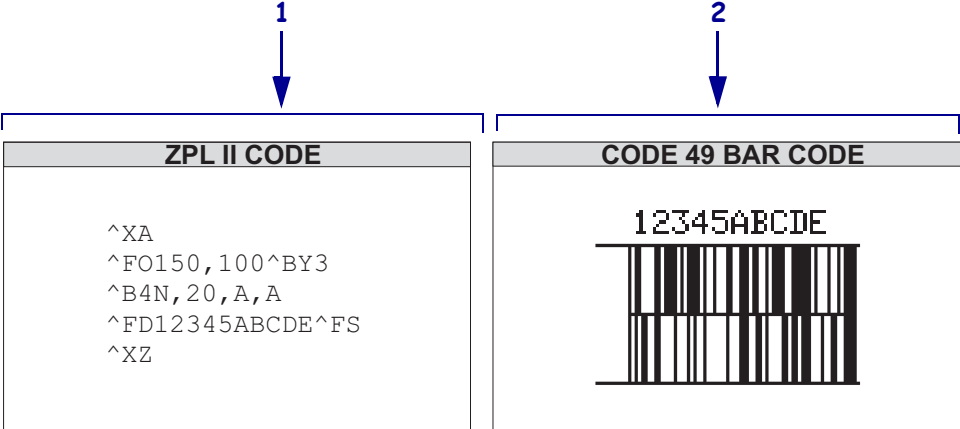 1
2
ZPL II CODE
^XA
^FO150,100^BY3
^B4N,20,A,A
^FD12345ABCDE^FS
^XZ
CODE 49 BAR CODE
12345ABCDE